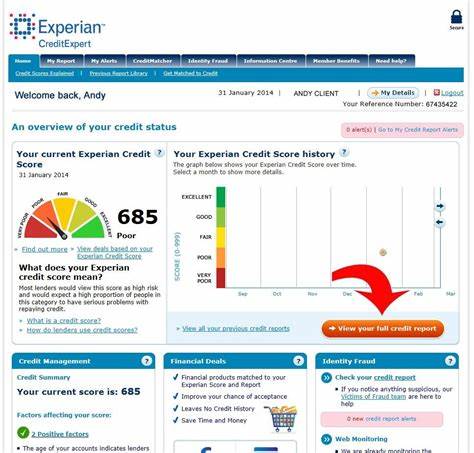 Experian™
CreditExpert
Secure
Home
My Report
My Alerts
CreditMatcher
Identity Fraud
Information Centre
Member Benefits
Need help?
Credit Scores Explained | Previous Report Library | Get Matched to Credit
Welcome back, Andy
31 January 2014
ANDY CLIENT
My Details
Logout
Your Reference Number: 67435422
An overview of your credit status
0 alert(s) | Go to My Credit Report Alerts
Your current Experian Credit Score ?
31 January 2014
VERY POOR
POOR
FAIR
GOOD
EXCELLENT
685
Poor
Find out more
View deals based on your Experian Credit Score
What does your Experian credit score mean?
Most lenders would view this score as high risk
and would expect a high proportion of people in
this category to have serious problems with
repaying credit.
What is a credit score?
How do lenders use credit scores?
Your Experian Credit Score history ?
The graph below shows your Experian Credit Score over time.
Select a month to show more details.
SCORE (0-999)
EXCELLENT
GOOD
FAIR
POOR
VERY POOR
Sep
Oct
Nov
Dec
Jan
Feb
Mar
View all your previous credit reports
View your full credit report
Credit Management ?
Credit Summary
Your current score is: 685
Factors affecting your score:
2 Positive factors
The age of your accounts indicates lenders
Financial Deals ?
Financial products matched to your
Experian Score and Report
Improve your chance of acceptance
Leaves No Credit History
Save Time and Money
Identity Fraud ?
Check your credit report
If you notice anything suspicious, our
Victims of Fraud team are here to
help
0 new credit report alerts
Web Monitoring
We are already monitoring the